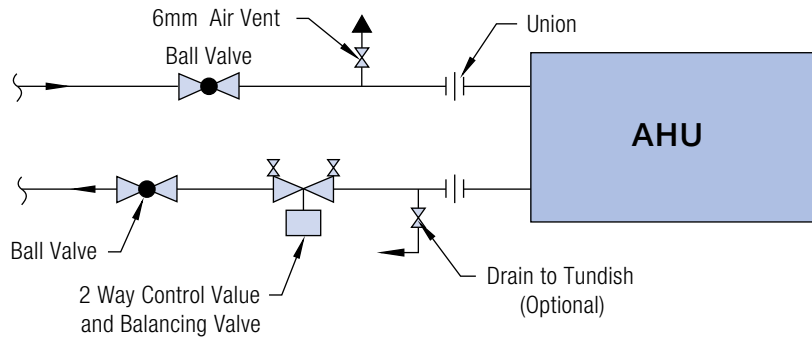 6mm Air Vent
Union
Ball Valve
AHU
Ball Valve
2 Way Control Value
and Balancing Valve
Drain to Tundish
(Optional)